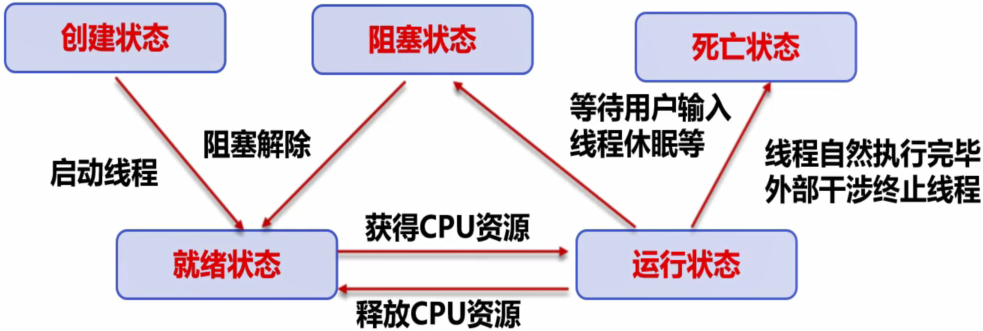 创建状态
阻塞状态
死亡状态
等待用户输入
线程休眠等
阻塞解除
启动线程
线程自然执行完毕
外部干涉终止线程
获得CPU资源
就绪状态
运行状态
释放CPU资源